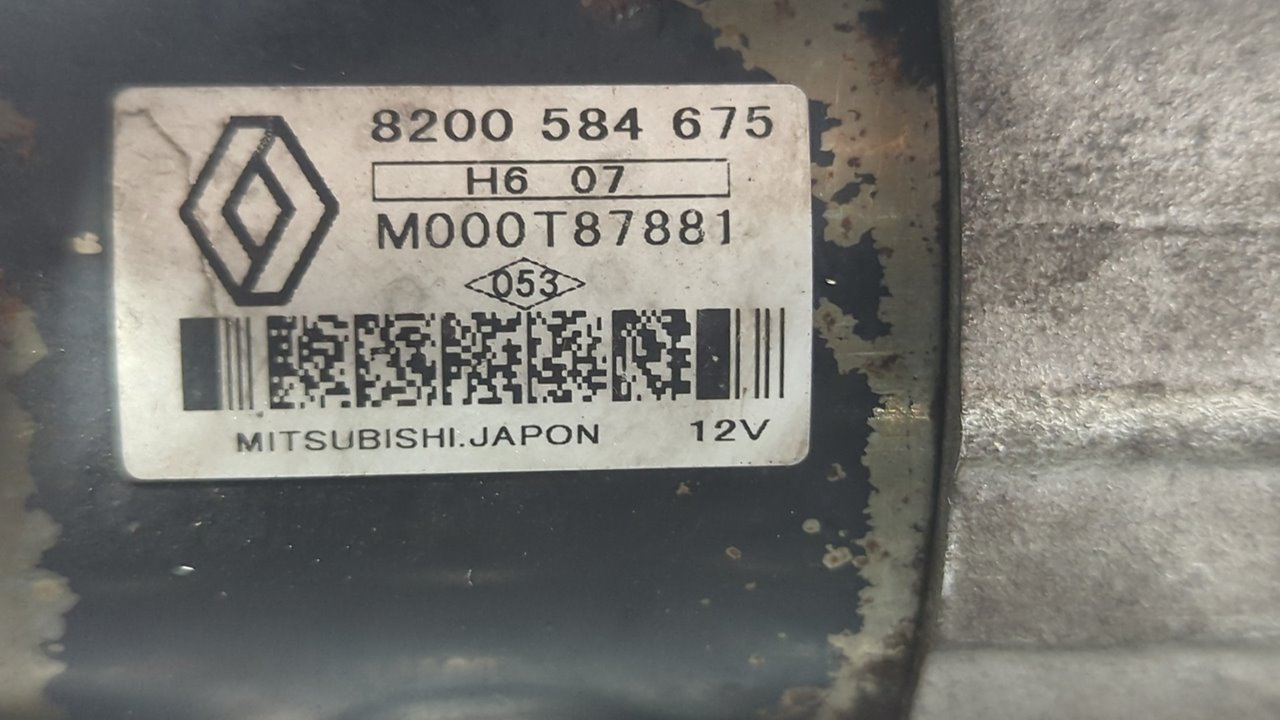 8200 584 675
H6 07
M000T87881
053
MITSUBISHI.JAPON 12V